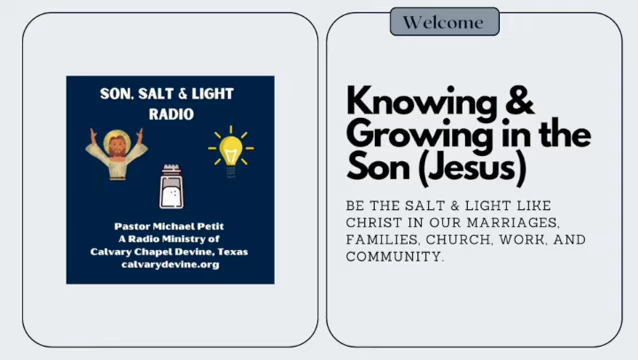 SON, SALT & LIGHT
RADIO
Pastor Michael Petit
A Radio Ministry of
Calvary Chapel Devine, Texas
calvarydevine.org
Welcome
Knowing &
Growing in the
Son (Jesus)
BE THE SALT & LIGHT LIKE
CHRIST IN OUR MARRIAGES,
FAMILIES, CHURCH, WORK, AND
COMMUNITY.